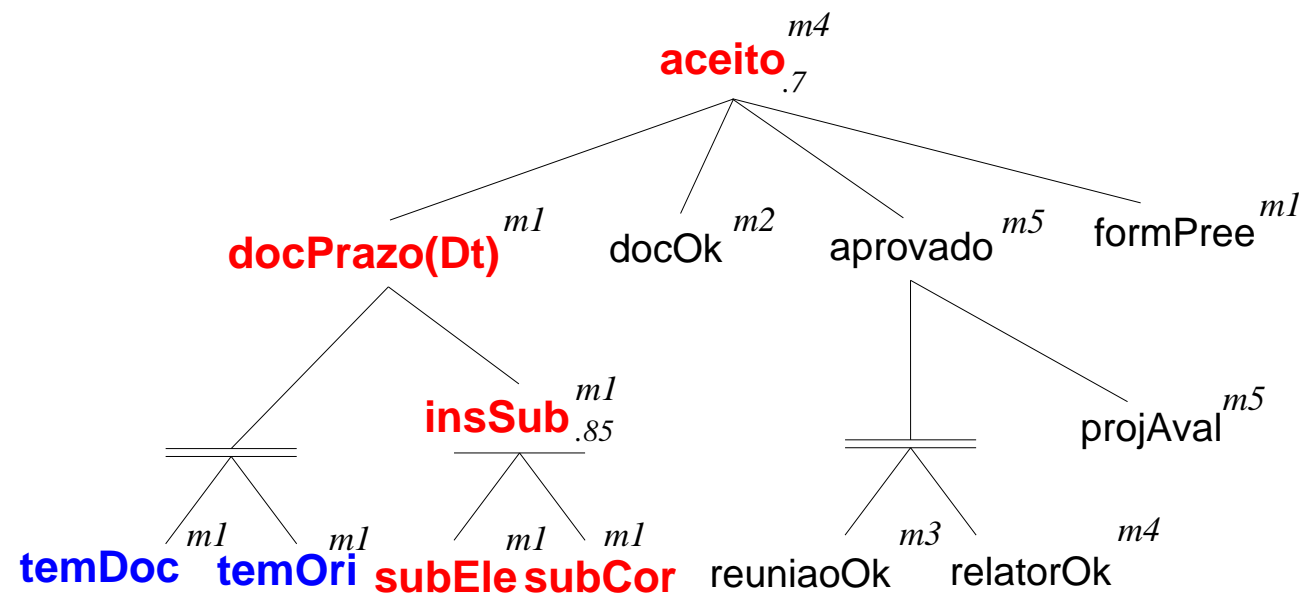 aceito m4 .7
docPrazo(Dt) m1 docOk m2 aprovado m5 formPree m1
insSub m1 .85 projAval m5
temDoc m1 temOri m1 subEle m1 subCor m1 reuniaoOk m3 relatorOk m4